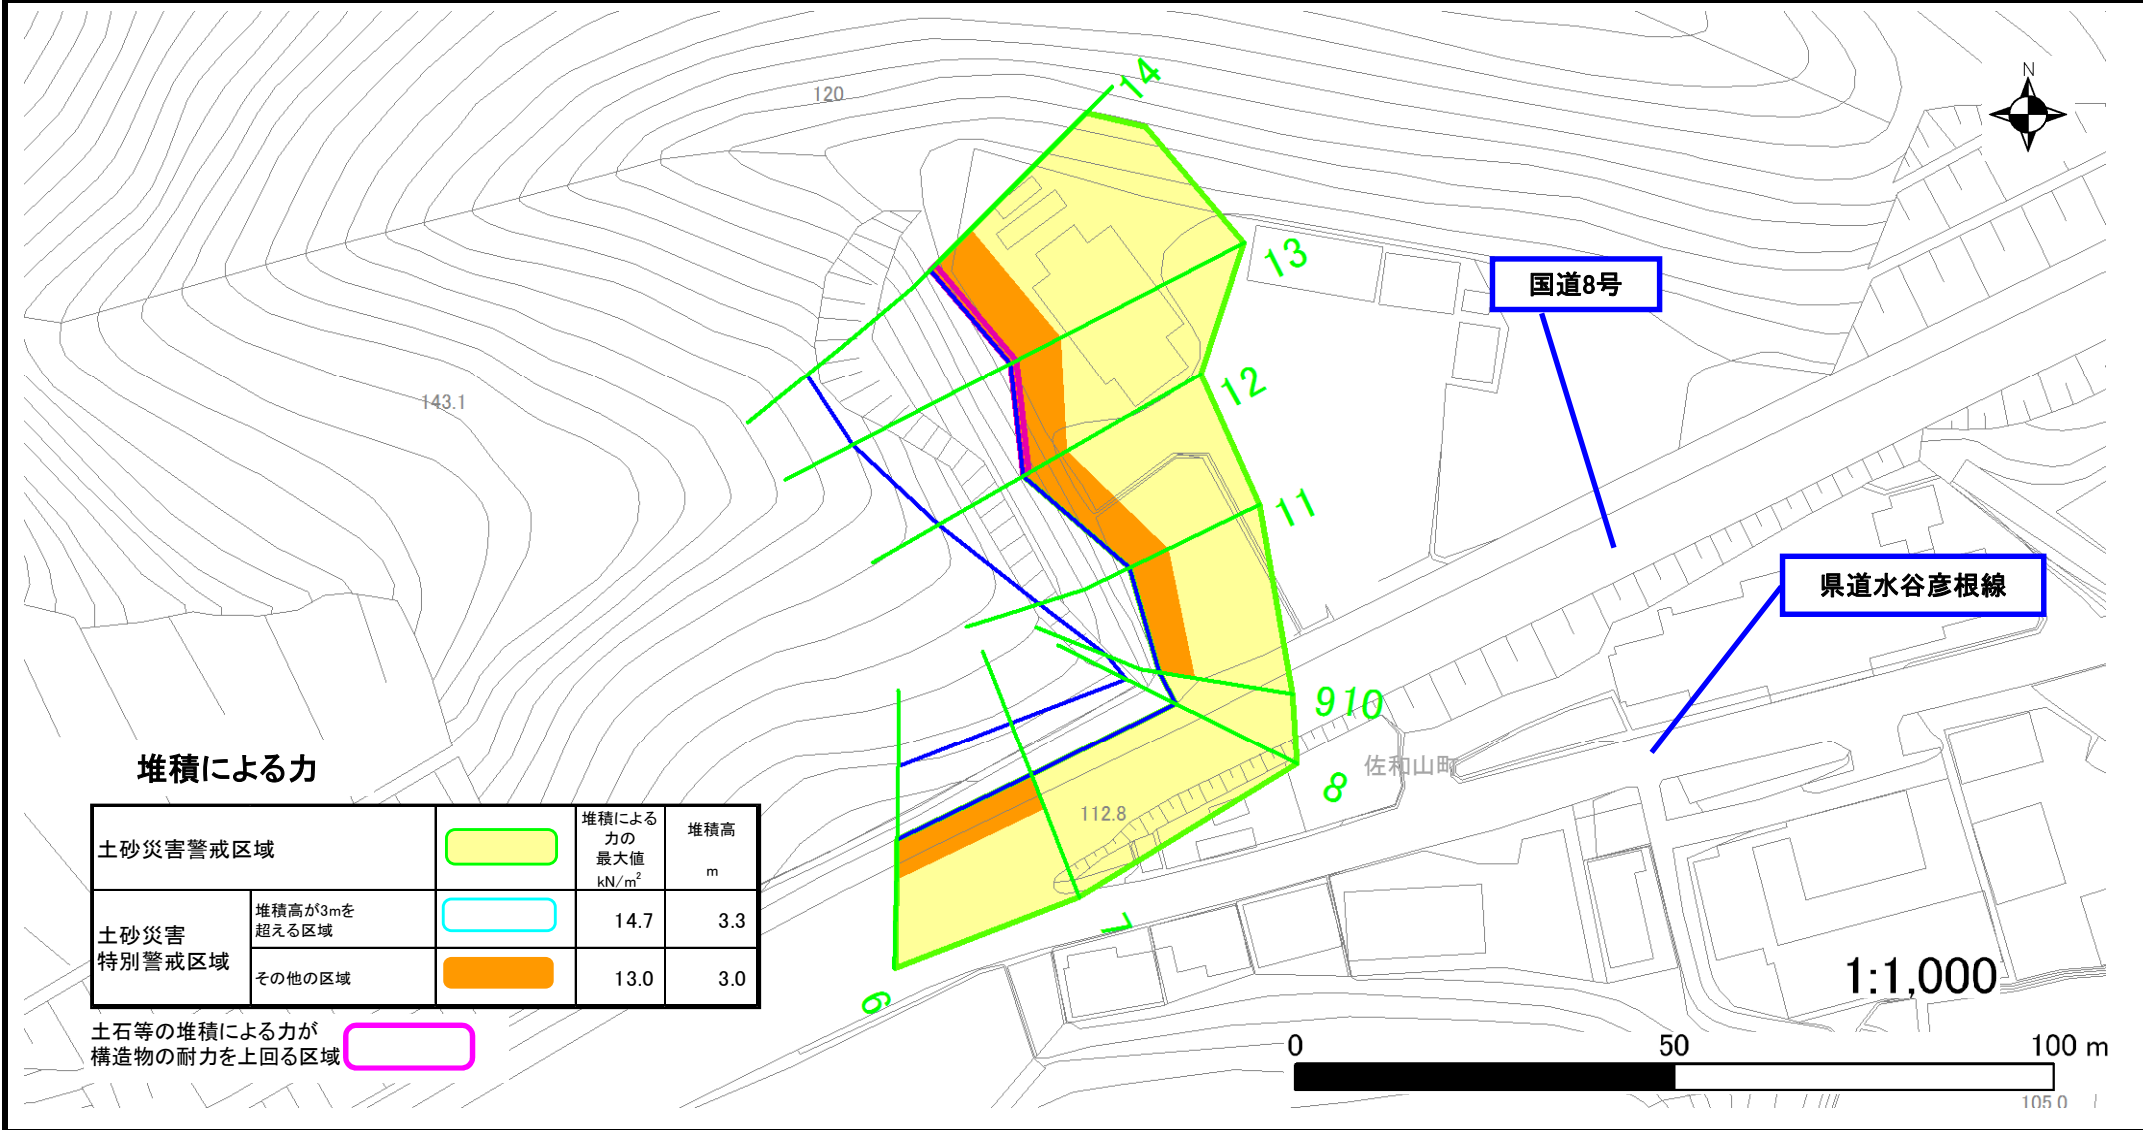 14
N
120
13
国道8号
12
143.1
11
県道水谷彦根線
910
佐和山町
8
112.8
7
6
堆積による力
土砂災害警戒区域
堆積による
力の
最大値
kN/m²
堆積高
m
土砂災害
特別警戒区域
堆積高が3mを
超える区域
14.7
3.3
その他の区域
13.0
3.0
土石等の堆積による力が
構造物の耐力を上回る区域
1:1,000
0
50
100 m
105.0